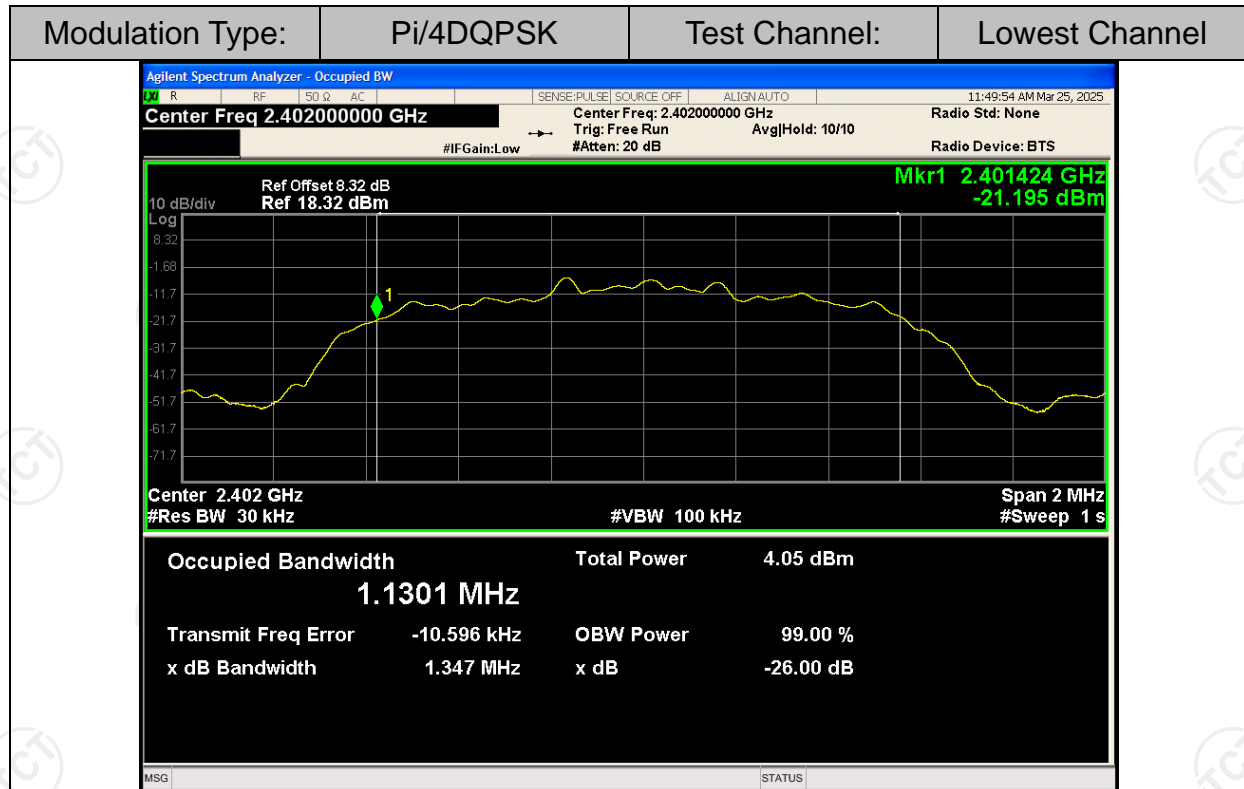 Modulation Type: Pi/4DQPSK Test Channel: Lowest Channel
Agilent Spectrum Analyzer - Occupied BW
LXI R RF 50 Ω AC SENSE:PULSE SOURCE OFF ALIGN AUTO 11:49:54 AM Mar 25, 2025
Center Freq 2.402000000 GHz Center Freq: 2.402000000 GHz Radio Std: None
Trig: Free Run Avg|Hold: 10/10
#IFGain:Low #Atten: 20 dB Radio Device: BTS
Mkr1 2.401424 GHz
Ref Offset 8.32 dB -21.195 dBm
10 dB/div Ref 18.32 dBm
Log
8.32
-1.68
-11.7
1
-21.7
-31.7
-41.7
-51.7
-61.7
-71.7
Center 2.402 GHz Span 2 MHz
#Res BW 30 kHz #VBW 100 kHz #Sweep 1 s
Occupied Bandwidth Total Power 4.05 dBm
1.1301 MHz
Transmit Freq Error -10.596 kHz OBW Power 99.00 %
x dB Bandwidth 1.347 MHz x dB -26.00 dB
MSG STATUS
TCT
TCT
TCT
TCT
TCT
TCT